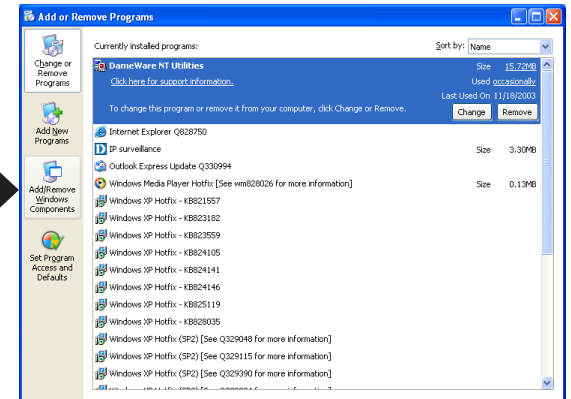 Add or Remove Programs
Change or
Remove
Programs
Add New
Programs
Add/Remove
Windows
Components
Set Program
Access and
Defaults
Currently installed programs:
Sort by: Name
DameWare NT Utilities Size 15.72MB
Click here for support information. Used occasionally
Last Used On 11/18/2003
To change this program or remove it from your computer, click Change or Remove. Change Remove
Internet Explorer Q828750
IP surveillance Size 3.30MB
Outlook Express Update Q330994
Windows Media Player Hotfix [See wm828026 for more information] Size 0.13MB
Windows XP Hotfix - KB821557
Windows XP Hotfix - KB823182
Windows XP Hotfix - KB823559
Windows XP Hotfix - KB824105
Windows XP Hotfix - KB824141
Windows XP Hotfix - KB824146
Windows XP Hotfix - KB825119
Windows XP Hotfix - KB828035
Windows XP Hotfix (SP2) [See Q329048 for more information]
Windows XP Hotfix (SP2) [See Q329115 for more information]
Windows XP Hotfix (SP2) [See Q329390 for more information]